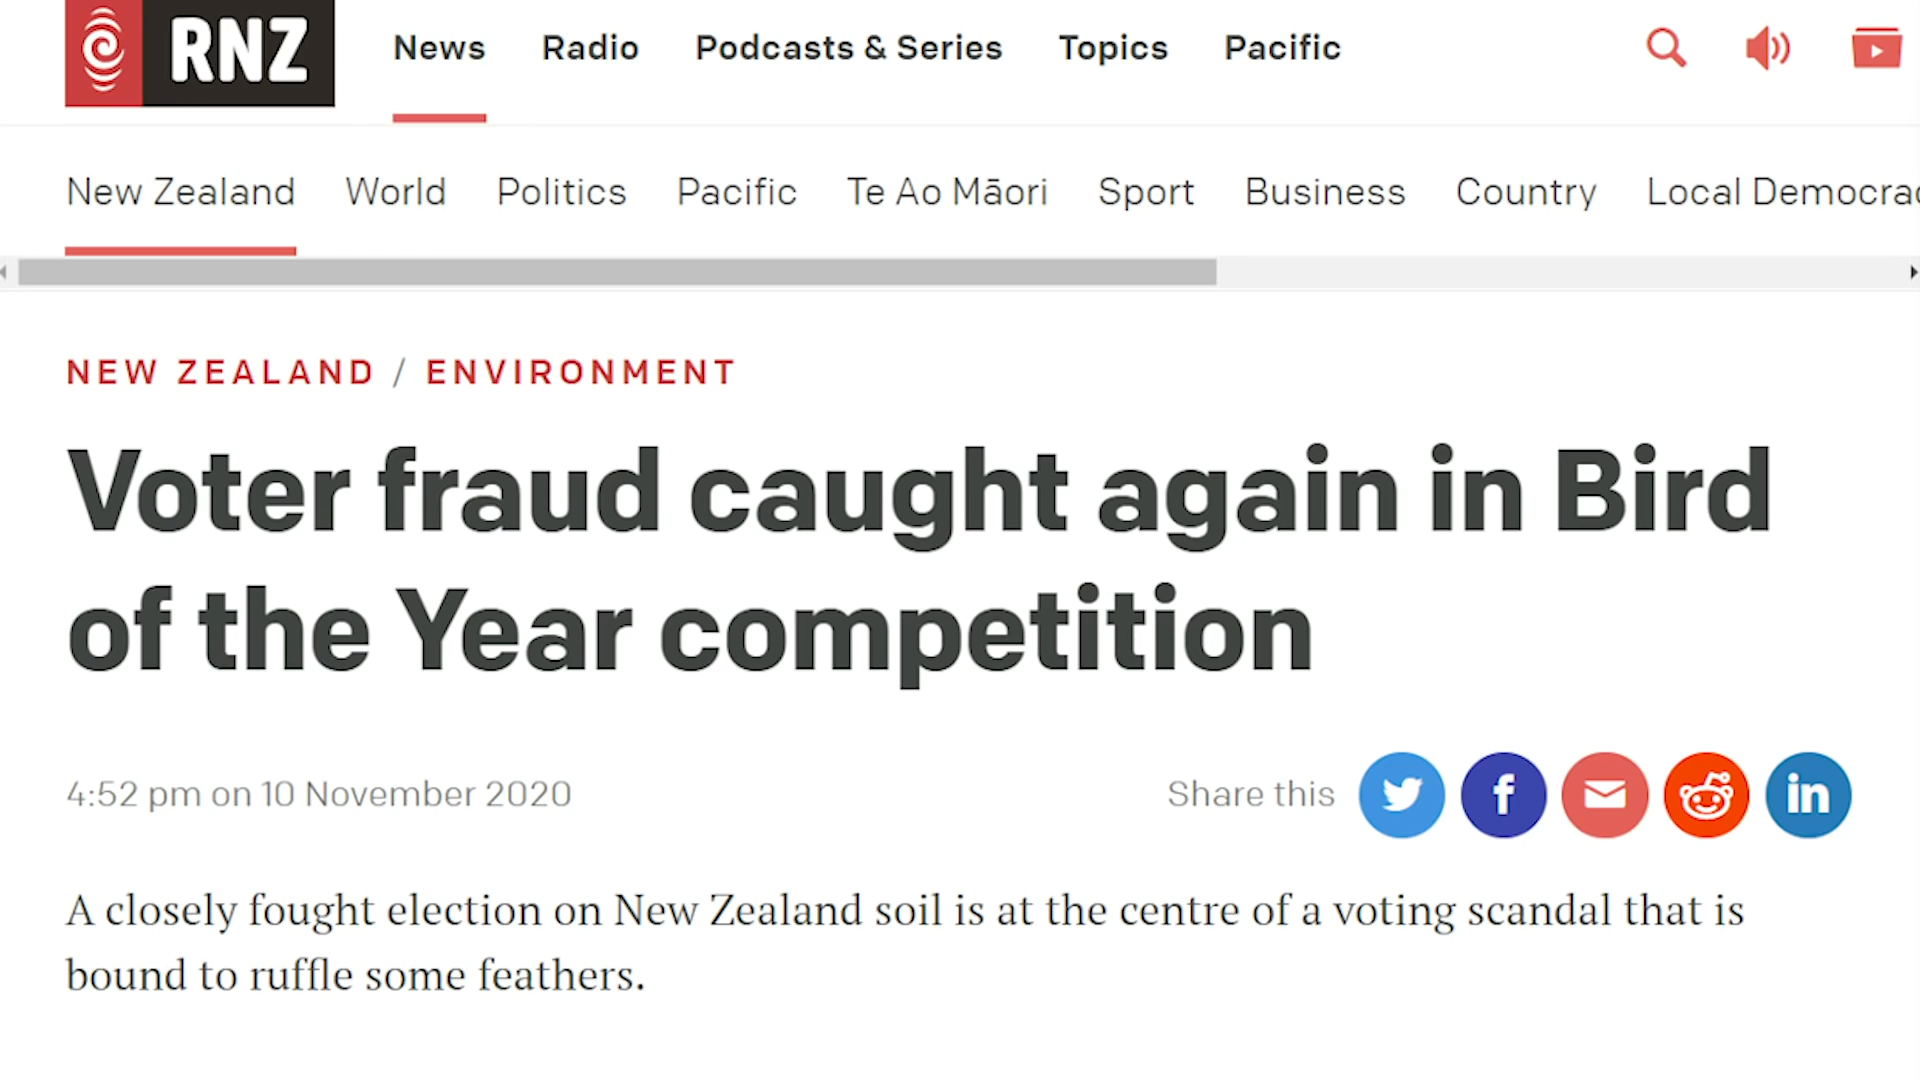 RNZ
News Radio Podcasts & Series Topics Pacific
New Zealand World Politics Pacific Te Ao Māori Sport Business Country Local Democrac
NEW ZEALAND / ENVIRONMENT
Voter fraud caught again in Bird
of the Year competition
4:52 pm on 10 November 2020
Share this
A closely fought election on New Zealand soil is at the centre of a voting scandal that is
bound to ruffle some feathers.